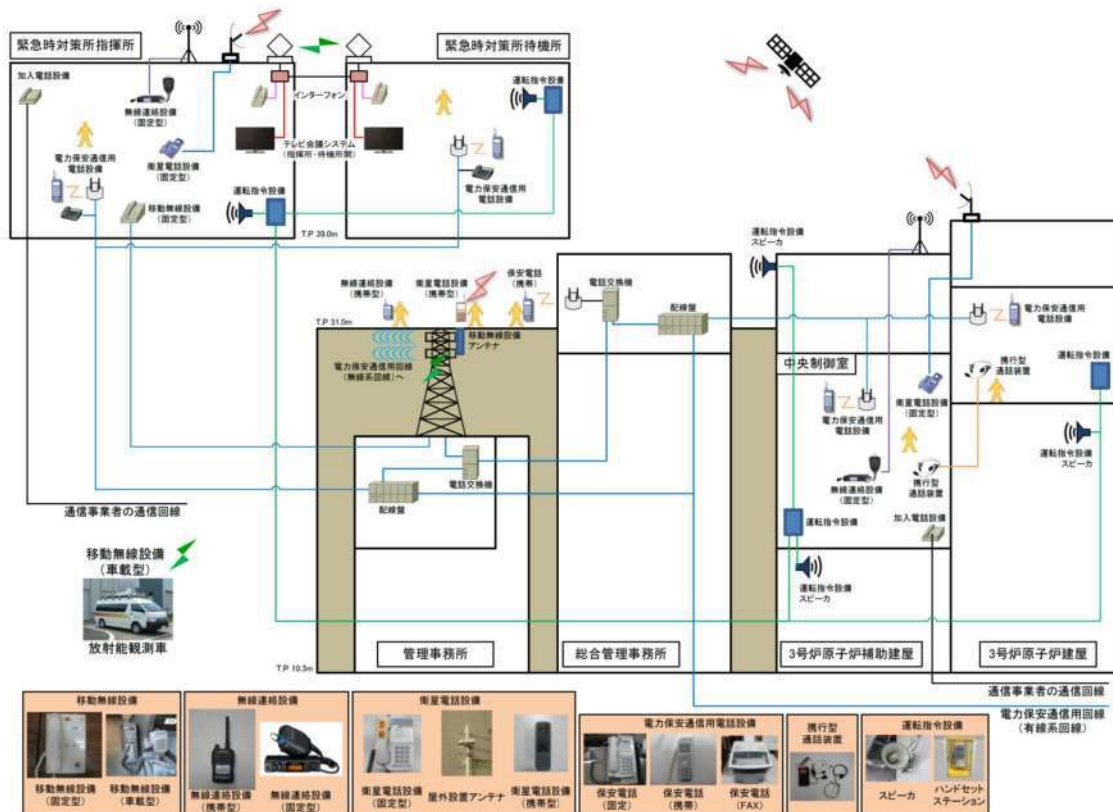 緊急時対策所指揮所
緊急時対策所待機所
加入電話設備
無線連絡設備
(固定型)
インターフォン
運転指令設備
電力保安通信用
電話設備
衛星電話設備
(固定型)
テレビ会議システム
(指揮所・待機所間)
電力保安通信用
電話設備
移動無線設備
(固定型)
運転指令設備
T.P 39.0m
無線連絡設備
(携帯型)
衛星電話設備
(携帯型)
保安電話
(携帯)
T.P 31.0m
移動無線設備
アンテナ
電力保安通信用回線
(無線系回線)へ
電話交換機
配線盤
運転指令設備
スピーカ
電力保安通信用
電話設備
中央制御室
衛星電話設備
(固定型)
電力保安通信用
電話設備
携行型
通話装置
運転指令設備
運転指令設備
スピーカ
無線連絡設備
(固定型)
携行型
通話装置
加入電話設備
運転指令設備
運転指令設備
スピーカ
電話交換機
配線盤
通信事業者の通信回線
移動無線設備
(車載型)
放射能観測車
T.P 10.3m
管理事務所
総合管理事務所
3号炉原子炉補助建屋
3号炉原子炉建屋
通信事業者の通信回線
電力保安通信用回線
(有線系回線)
移動無線設備
移動無線設備
(固定型)
移動無線設備
(車載型)
無線連絡設備
無線連絡設備
(携帯型)
無線連絡設備
(固定型)
衛星電話設備
衛星電話設備
(固定型)
屋外設置アンテナ
衛星電話設備
(携帯型)
電力保安通信用電話設備
保安電話
(固定)
保安電話
(携帯)
保安電話
(FAX)
携行型
通話装置
運転指令設備
スピーカ
ハンドセット
ステーション